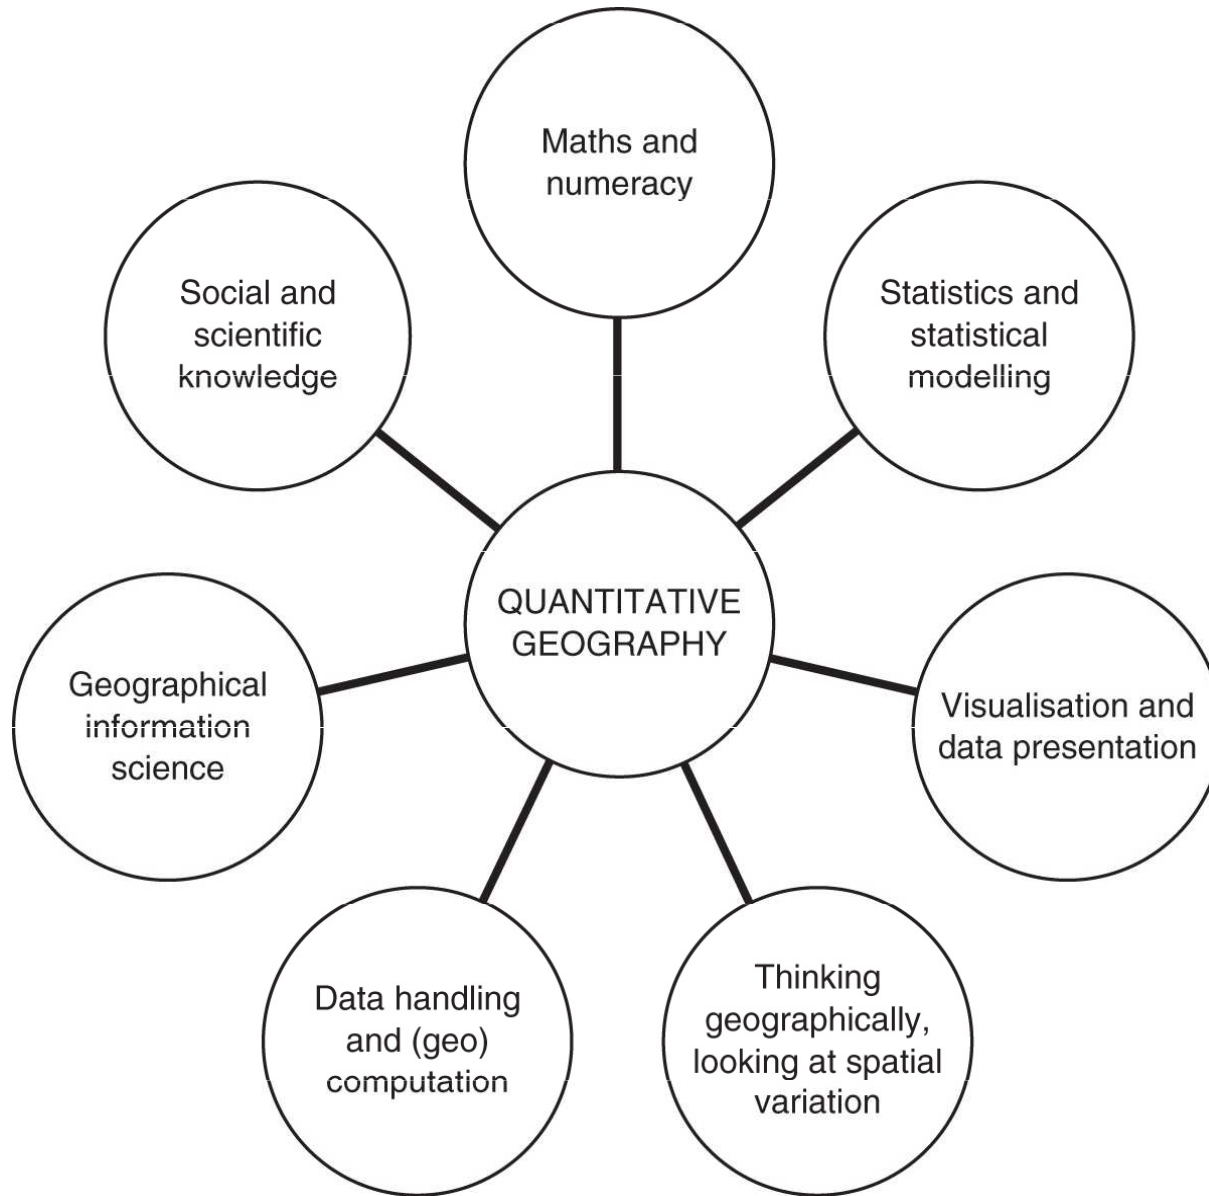 Maths and
numeracy
Social and
scientific
knowledge
Statistics and
statistical
modelling
QUANTITATIVE
GEOGRAPHY
Geographical
information
science
Visualisation and
data presentation
Data handling
and (geo)
computation
Thinking
geographically,
looking at spatial
variation